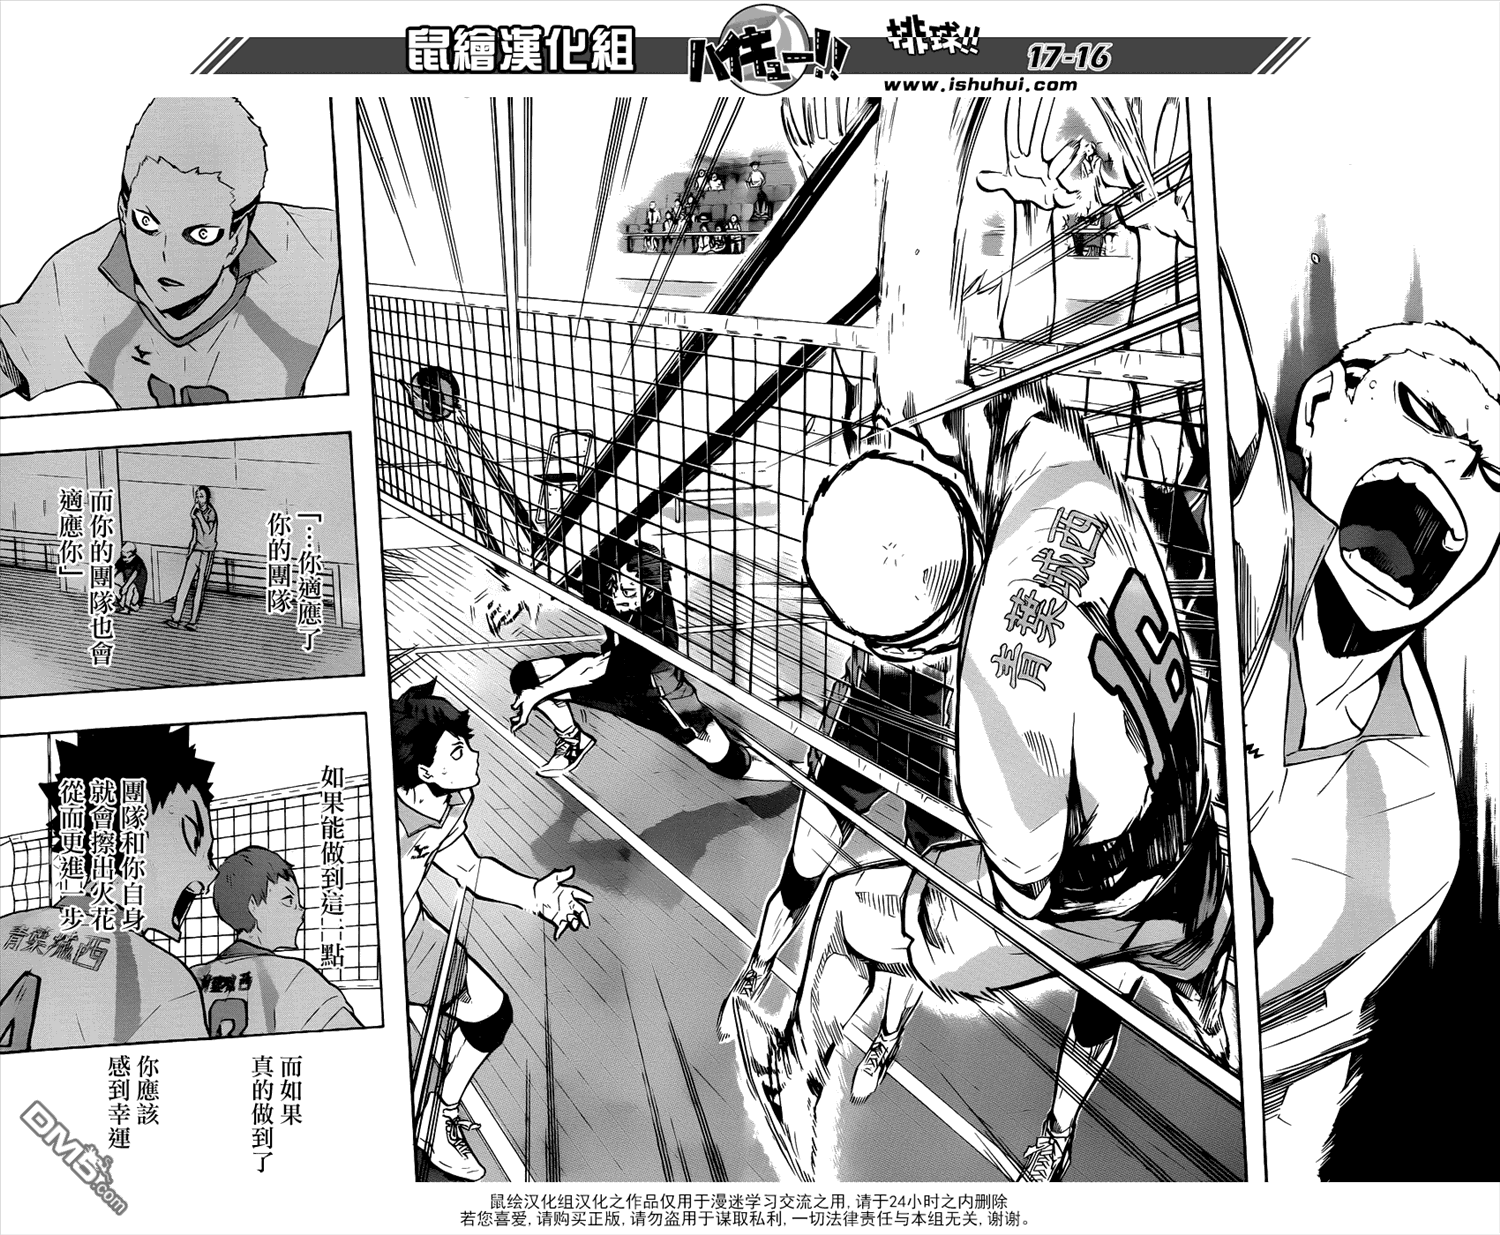 鼠繪漢化組
ハイキュー!!
排球!!
17-16
www.ishuhui.com
青葉城西
16
「…你適應了
你的團隊
而你的團隊也會
適應你」
如果能做到這一點
團隊和你自身
就會擦出火花
從而更進一步
青葉城西
青葉城西
而如果
真的做到了
你應該
感到幸運
DM5.com
鼠绘汉化组汉化之作品仅用于漫迷学习交流之用, 请于24小时之内删除
若您喜爱, 请购买正版, 请勿盗用于谋取私利, 一切法律责任与本组无关, 谢谢。